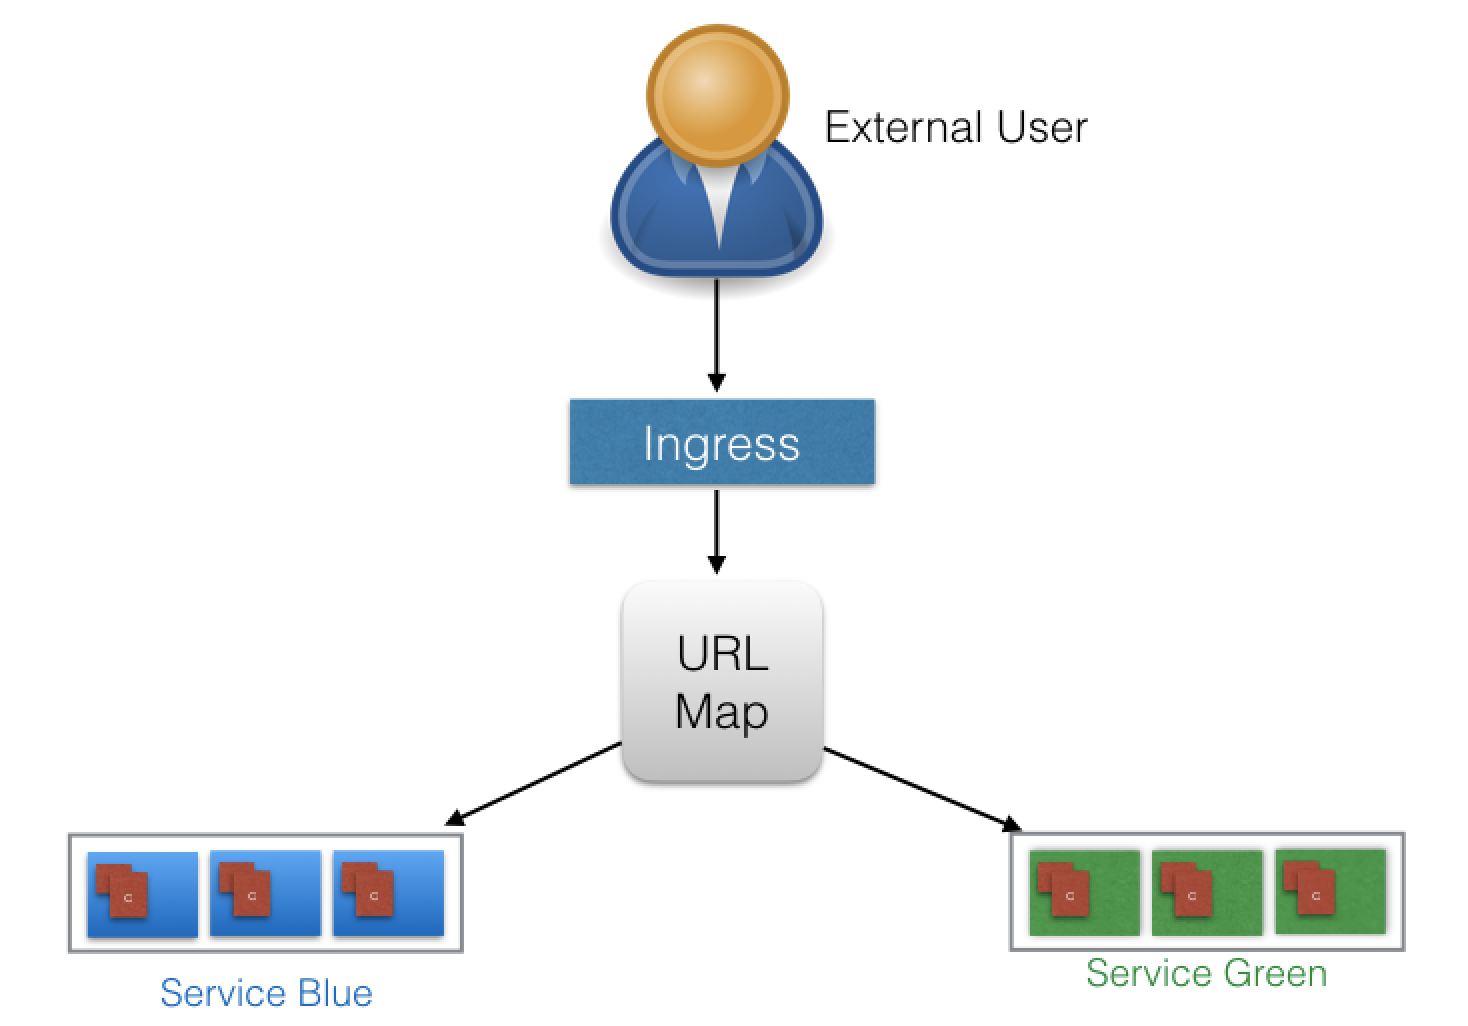 External User
Ingress
URL
Map
C
C
C
C
C
C
Service Blue
Service Green